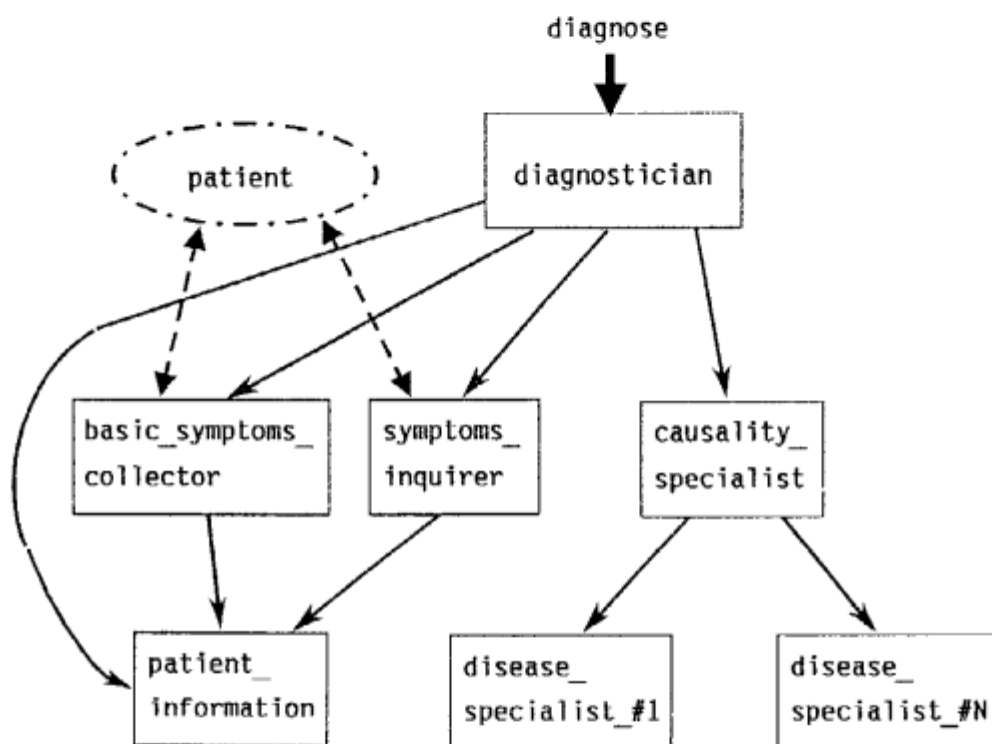 diagnose
patient
diagnostician
basic_symptoms_
collector
symptoms_
inquirer
causality_
specialist
patient_
information
disease_
specialist_#1
disease_
specialist_#N